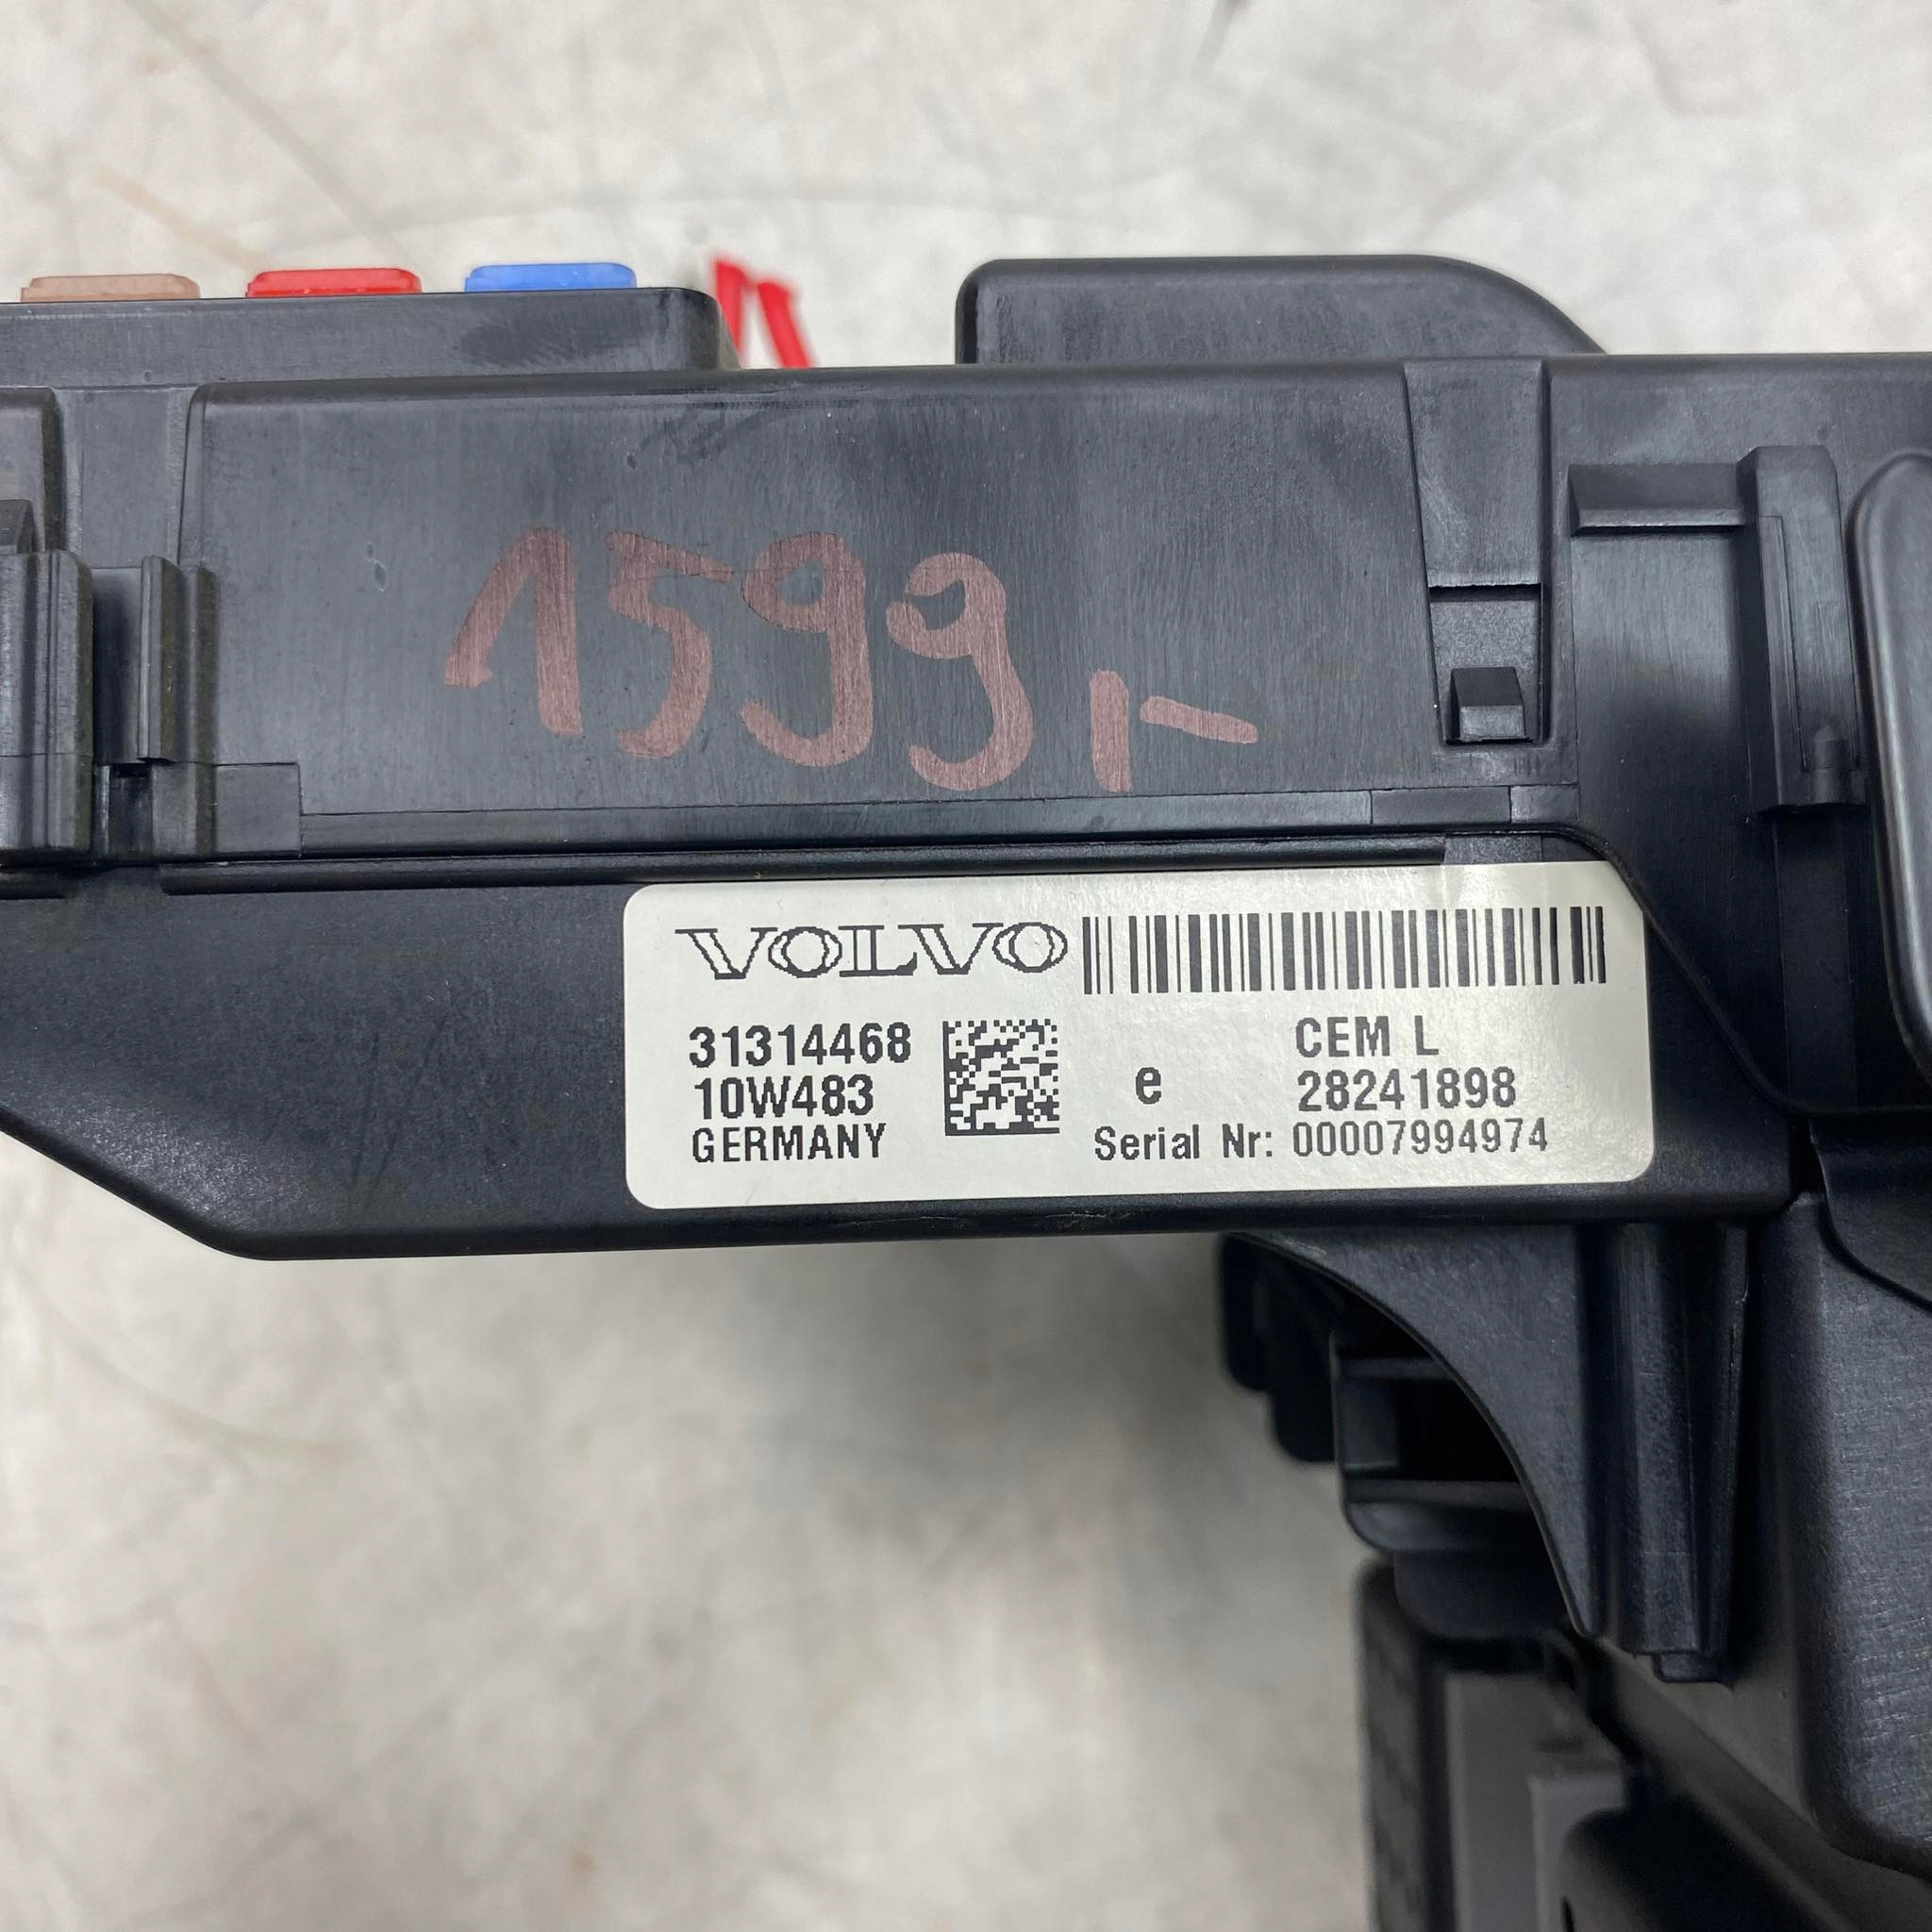 1599,-
VOLVO
31314468
10W483
GERMANY
CEM L
e 28241898
Serial Nr: 00007994974